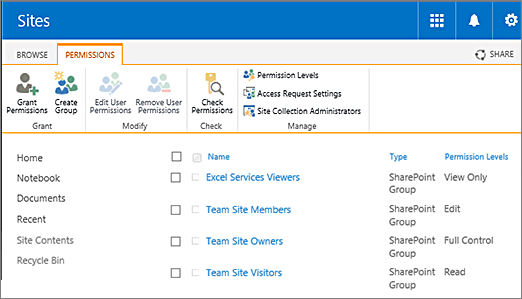 Sites
BROWSE PERMISSIONS SHARE
Grant Permissions
Create Group
Edit User Permissions
Remove User Permissions
Check Permissions
Permission Levels
Access Request Settings
Site Collection Administrators
Grant Modify Check Manage
Home
Notebook
Documents
Recent
Site Contents
Recycle Bin
Name Type Permission Levels
Excel Services Viewers SharePoint Group View Only
Team Site Members SharePoint Group Edit
Team Site Owners SharePoint Group Full Control
Team Site Visitors SharePoint Group Read